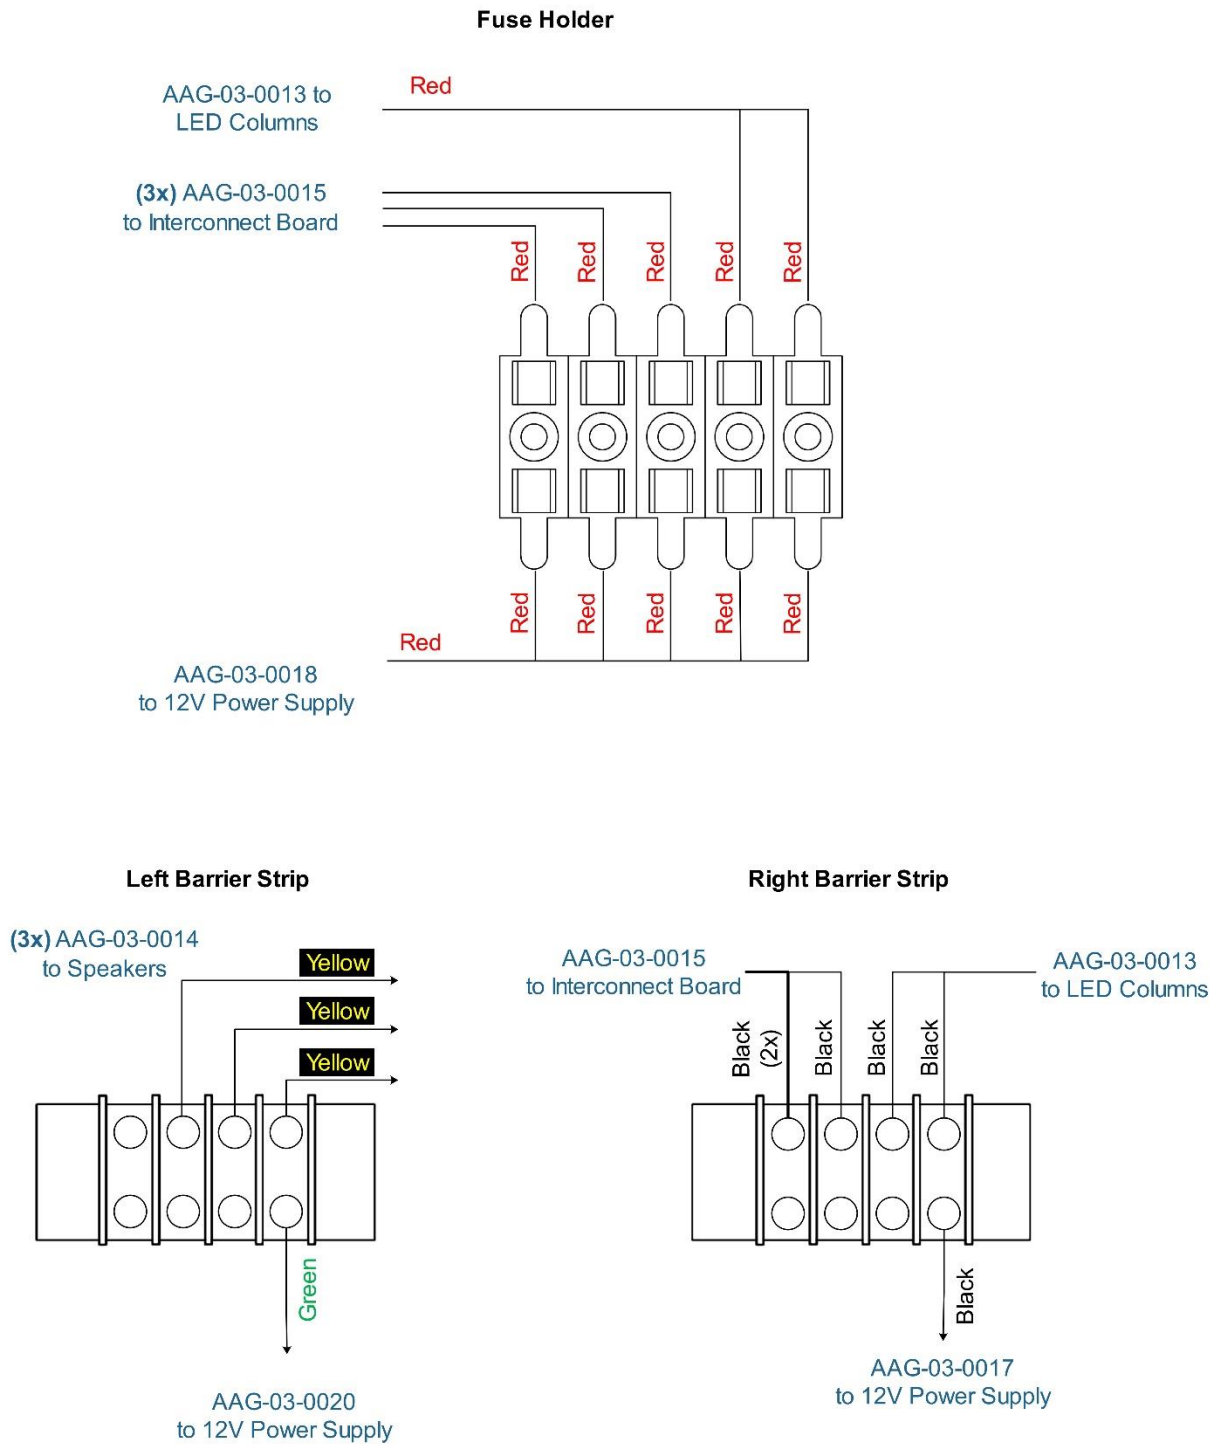 Fuse Holder
AAG-03-0013 to
LED Columns
Red
(3x) AAG-03-0015
to Interconnect Board
Red
Red
Red
Red
Red
Red
Red
Red
Red
Red
Red
AAG-03-0018
to 12V Power Supply
Left Barrier Strip
(3x) AAG-03-0014
to Speakers
Yellow
Yellow
Yellow
Green
AAG-03-0020
to 12V Power Supply
Right Barrier Strip
AAG-03-0015
to Interconnect Board
AAG-03-0013
to LED Columns
Black
(2x)
Black
Black
Black
Black
AAG-03-0017
to 12V Power Supply